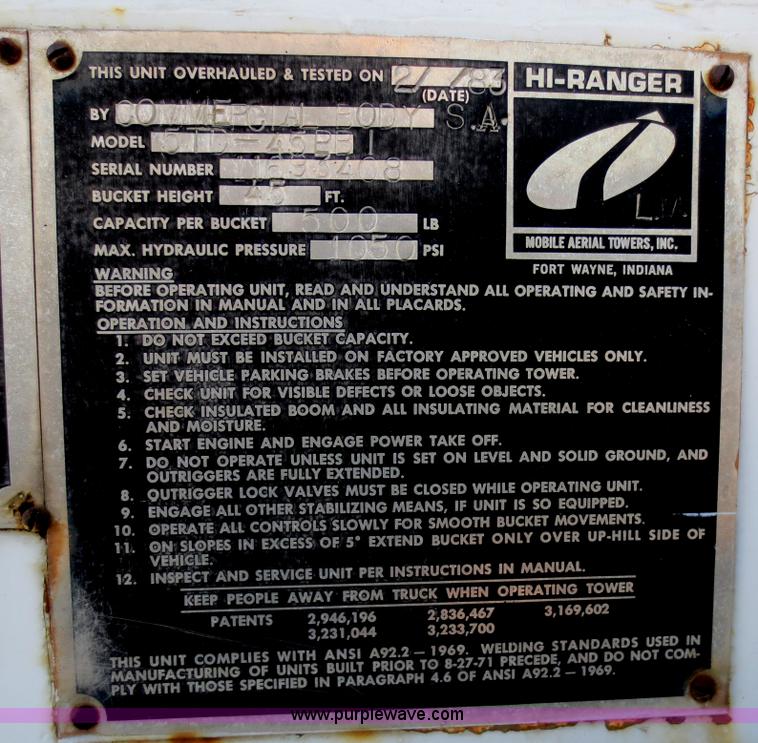 THIS UNIT OVERHAULED & TESTED ON 2/ /83
(DATE)
BY COMMERCIAL BODY S.A.
MODEL
SERIAL NUMBER
BUCKET HEIGHT 45 FT.
CAPACITY PER BUCKET 500 LB
MAX. HYDRAULIC PRESSURE 1050 PSI
HI-RANGER
MOBILE AERIAL TOWERS, INC.
FORT WAYNE, INDIANA
WARNING
BEFORE OPERATING UNIT, READ AND UNDERSTAND ALL OPERATING AND SAFETY IN-
FORMATION IN MANUAL AND IN ALL PLACARDS.
OPERATION AND INSTRUCTIONS
1. DO NOT EXCEED BUCKET CAPACITY.
2. UNIT MUST BE INSTALLED ON FACTORY APPROVED VEHICLES ONLY.
3. SET VEHICLE PARKING BRAKES BEFORE OPERATING TOWER.
4. CHECK UNIT FOR VISIBLE DEFECTS OR LOOSE OBJECTS.
5. CHECK INSULATED BOOM AND ALL INSULATING MATERIAL FOR CLEANLINESS
AND MOISTURE.
6. START ENGINE AND ENGAGE POWER TAKE OFF.
7. DO NOT OPERATE UNLESS UNIT IS SET ON LEVEL AND SOLID GROUND, AND
OUTRIGGERS ARE FULLY EXTENDED.
8. OUTRIGGER LOCK VALVES MUST BE CLOSED WHILE OPERATING UNIT.
9. ENGAGE ALL OTHER STABILIZING MEANS, IF UNIT IS SO EQUIPPED.
10. OPERATE ALL CONTROLS SLOWLY FOR SMOOTH BUCKET MOVEMENTS.
11. ON SLOPES IN EXCESS OF 5° EXTEND BUCKET ONLY OVER UP-HILL SIDE OF
VEHICLE.
12. INSPECT AND SERVICE UNIT PER INSTRUCTIONS IN MANUAL.
KEEP PEOPLE AWAY FROM TRUCK WHEN OPERATING TOWER
PATENTS 2,946,196 2,836,467 3,169,602
3,231,044 3,233,700
THIS UNIT COMPLIES WITH ANSI A92.2 — 1969. WELDING STANDARDS USED IN
MANUFACTURING OF UNITS BUILT PRIOR TO 8-27-71 PRECEDE, AND DO NOT COM-
PLY WITH THOSE SPECIFIED IN PARAGRAPH 4.6 OF ANSI A92.2 — 1969.
www.purplewave.com